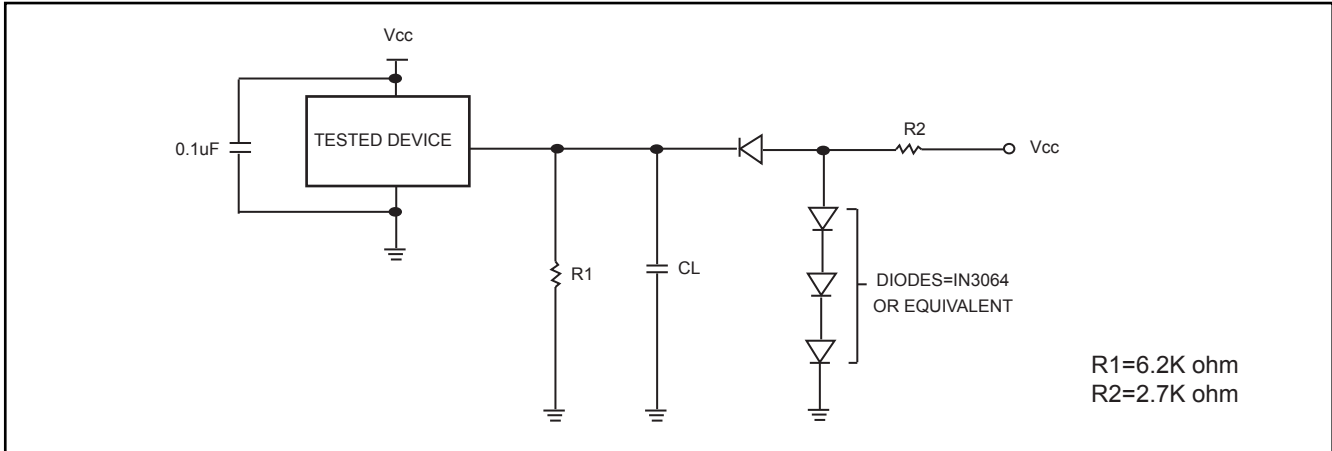 Vcc
0.1uF
TESTED DEVICE
R2
Vcc
R1
CL
DIODES=IN3064
OR EQUIVALENT
R1=6.2K ohm
R2=2.7K ohm